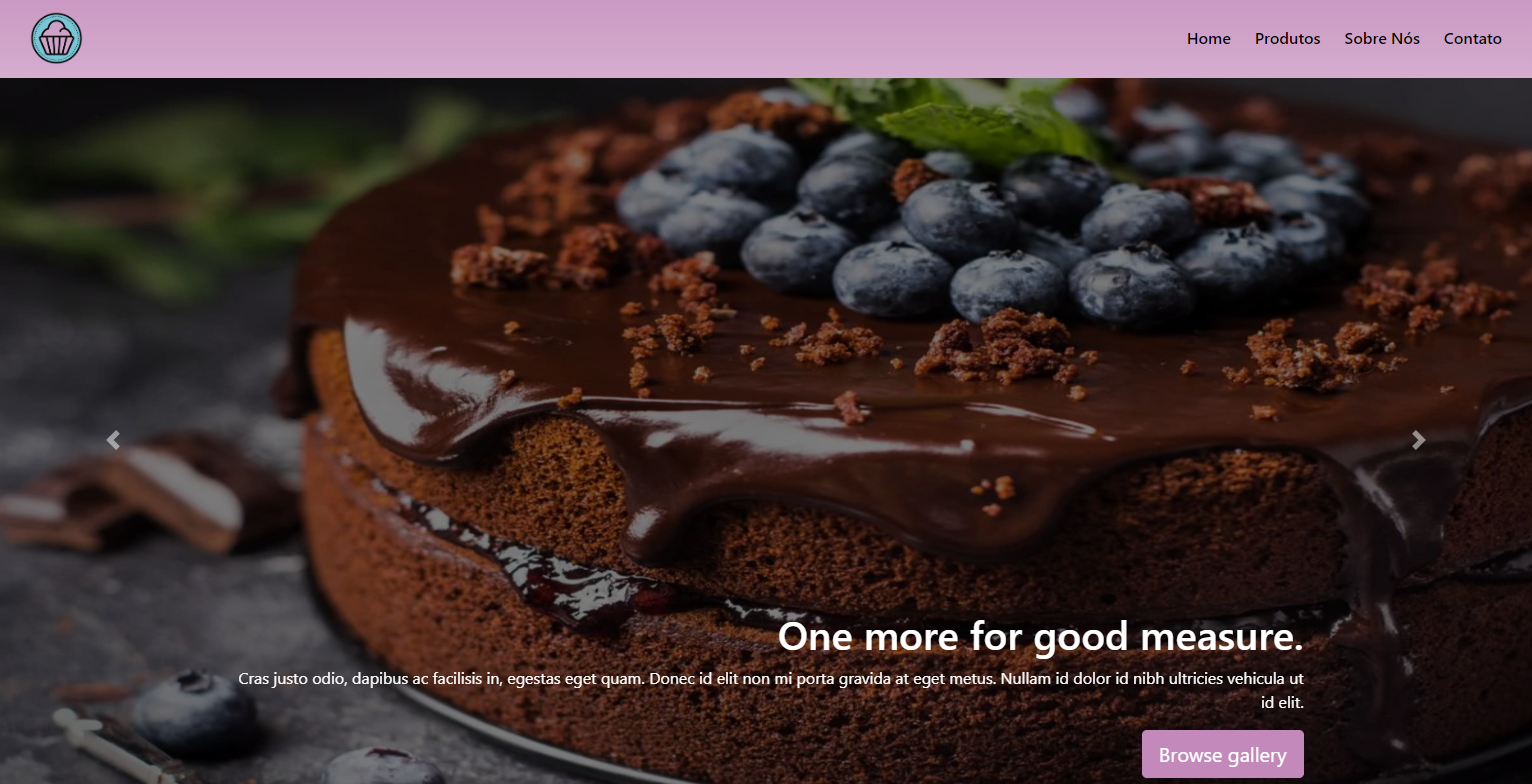 Home Produtos Sobre Nós Contato
One more for good measure.
Cras justo odio, dapibus ac facilisis in, egestas eget quam. Donec id elit non mi porta gravida at eget metus. Nullam id dolor id nibh ultricies vehicula ut
id elit.
Browse gallery